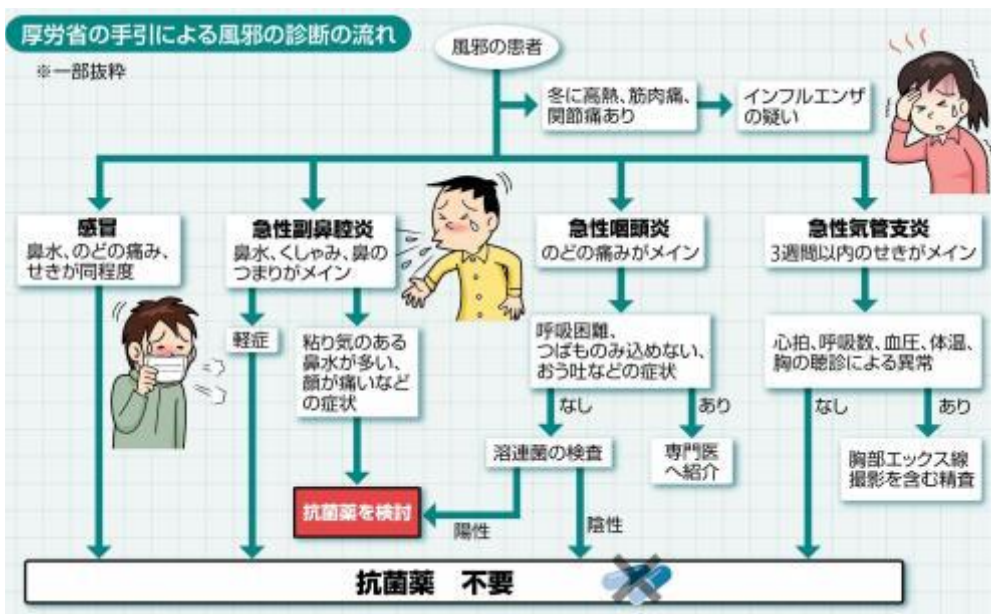 厚労省の手引による風邪の診断の流れ
※一部抜粋
風邪の患者
冬に高熱、筋肉痛、
関節痛あり
インフルエンザ
の疑い
感冒
鼻水、のどの痛み、
せきが同程度
急性副鼻腔炎
鼻水、くしゃみ、鼻の
つまりがメイン
急性咽頭炎
のどの痛みがメイン
急性気管支炎
3週間以内のせきがメイン
軽症
粘り気のある
鼻水が多い、
顔が痛いなど
の症状
呼吸困難、
つばものみ込めない、
おう吐などの症状
心拍、呼吸数、血圧、体温、
胸の聴診による異常
なし
あり
なし
あり
溶連菌の検査
専門医
へ紹介
胸部エックス線
撮影を含む精査
抗菌薬を検討
陽性
陰性
抗菌薬 不要